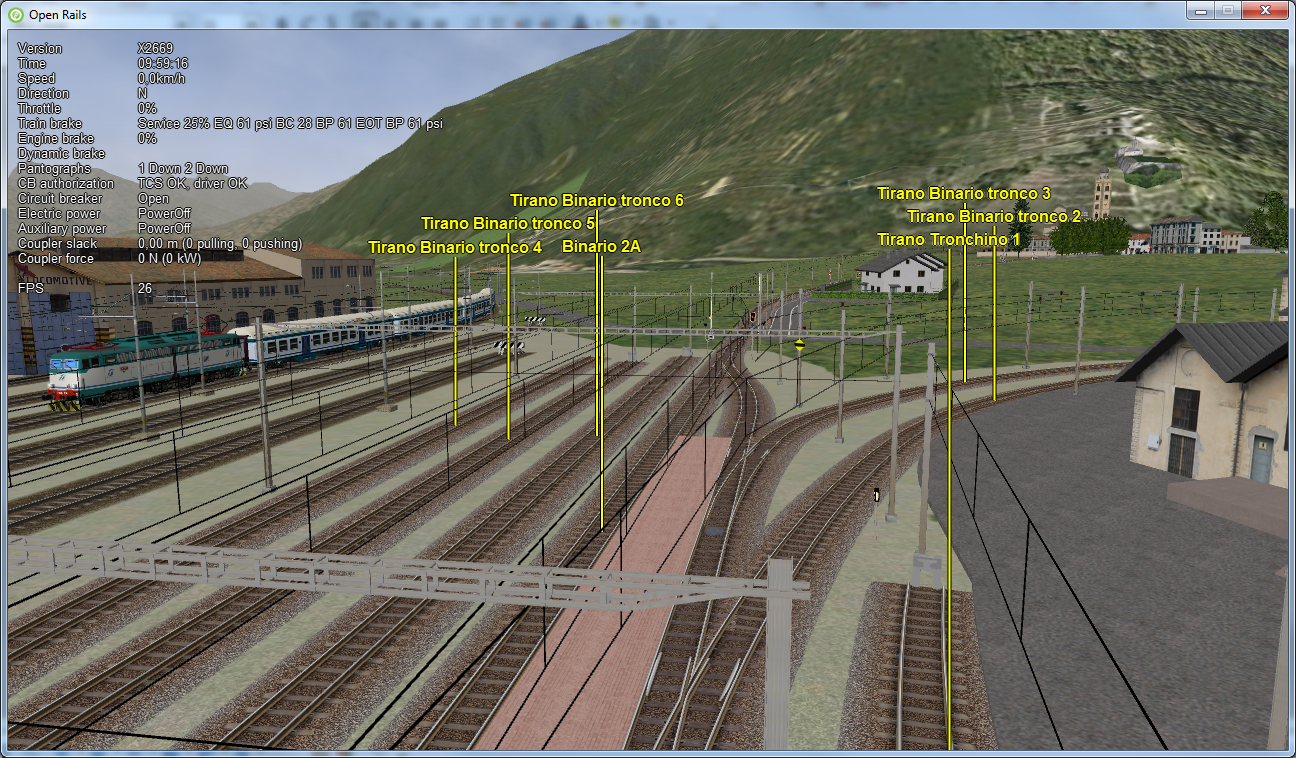 Open Rails
Version X2669
Time 09:59:16
Speed 0,0km/h
Direction N
Throttle 0%
Train brake Service 25% EQ 61 psi BC 28 BP 61 EOT BP 61 psi
Engine brake 0%
Dynamic brake
Pantographs 1 Down 2 Down
CB authorization TCS OK, driver OK
Circuit breaker Open
Electric power PowerOff
Auxiliary power PowerOff
Coupler slack 0,00 m (0 pulling, 0 pushing)
Coupler force 0 N (0 kW)
FPS 26
Tirano Binario tronco 6
Tirano Binario tronco 5
Tirano Binario tronco 4
Binario 2A
Tirano Binario tronco 3
Tirano Binario tronco 2
Tirano Tronchino 1
LOCOMOTIVE